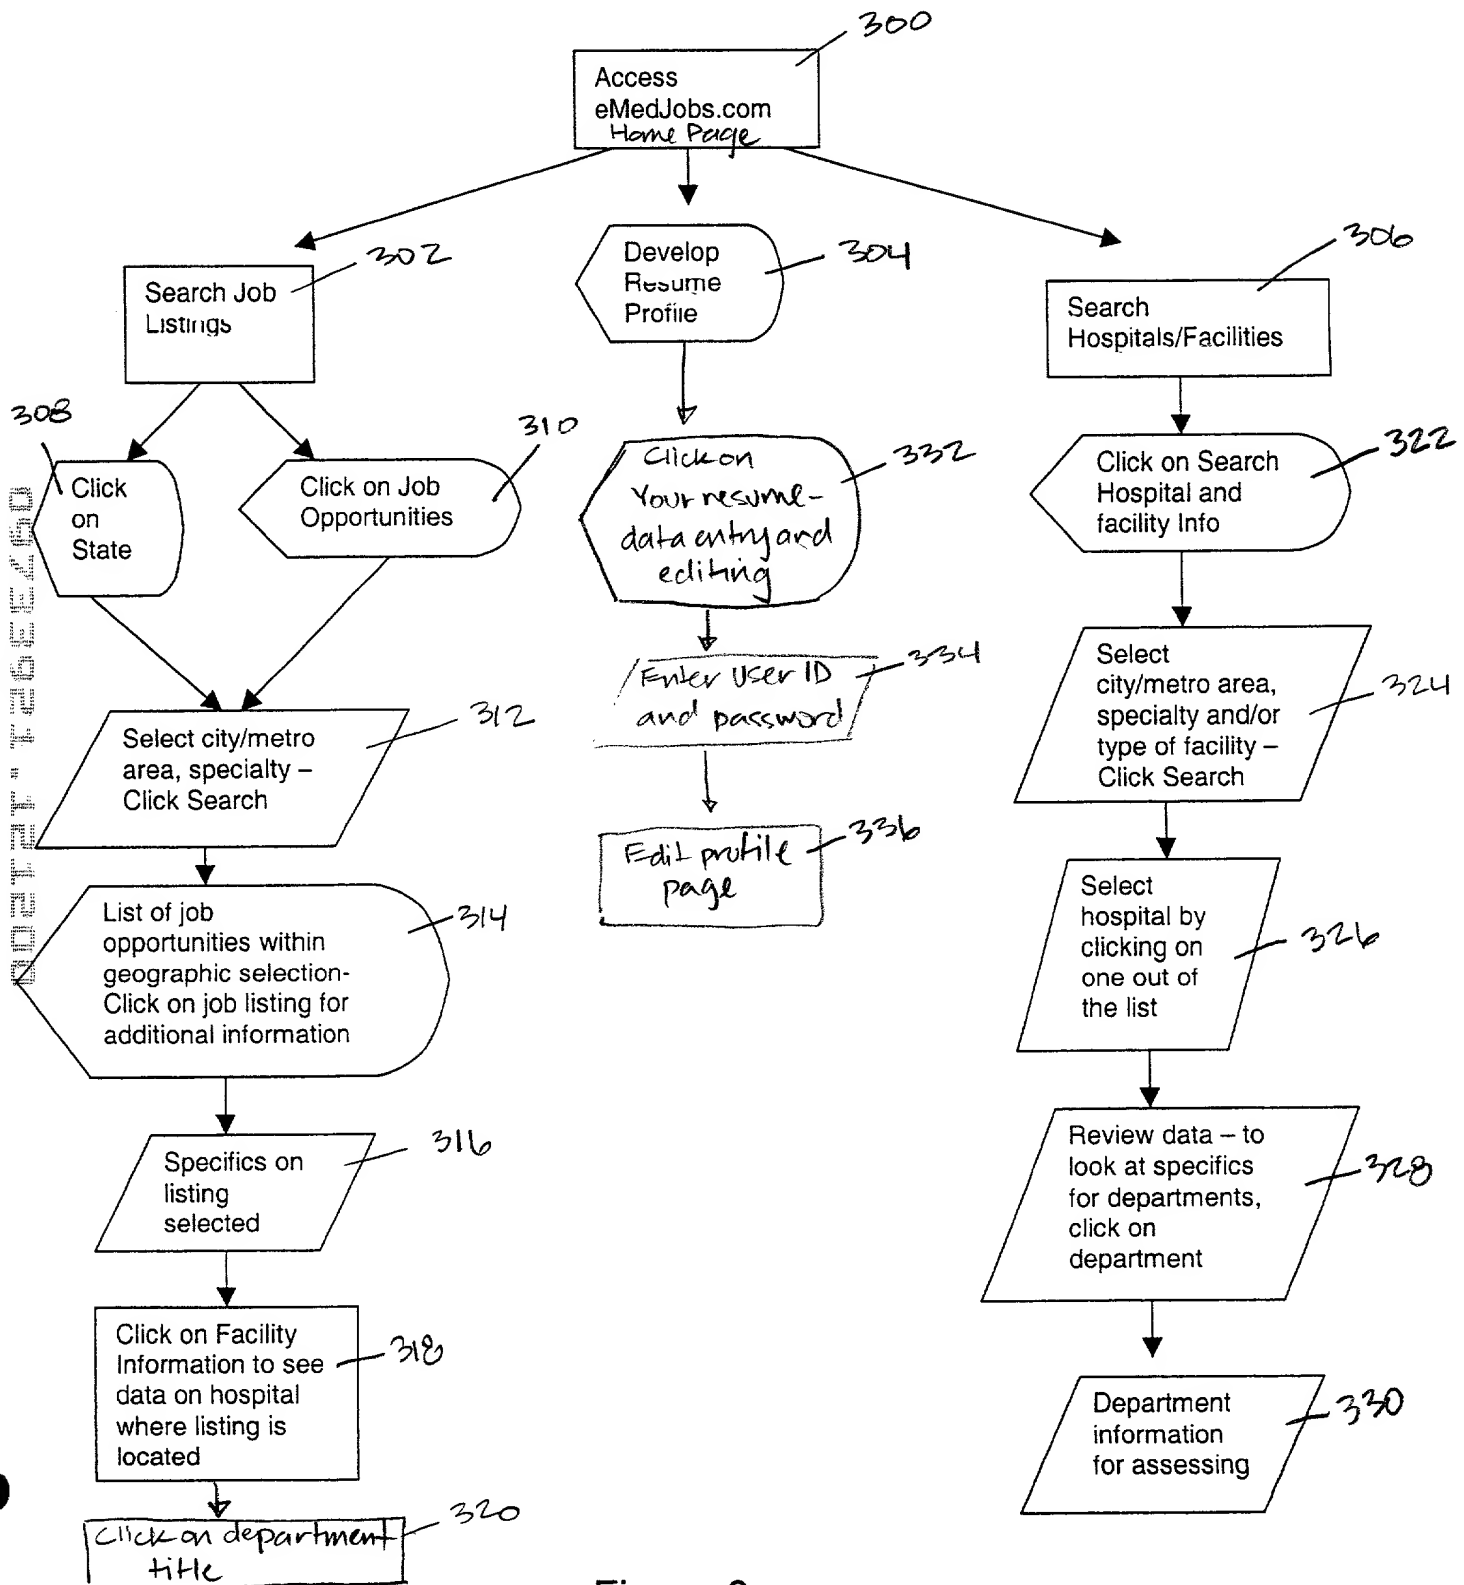 300
Access
eMedJobs.com
Home Page
302
Search Job
Listings
304
Develop
Resume
Profile
306
Search
Hospitals/Facilities
308
Click
on
State
310
Click on Job
Opportunities
332
Click on
Your resume-
data entry and
editing
322
Click on Search
Hospital and
facility Info
334
Enter User ID
and password
324
Select
city/metro area,
specialty and/or
type of facility –
Click Search
312
Select city/metro
area, specialty –
Click Search
336
Edit profile
page
314
List of job
opportunities within
geographic selection-
Click on job listing for
additional information
326
Select
hospital by
clicking on
one out of
the list
316
Specifics on
listing
selected
328
Review data – to
look at specifics
for departments,
click on
department
318
Click on Facility
Information to see
data on hospital
where listing is
located
330
Department
information
for assessing
320
Click on department
title